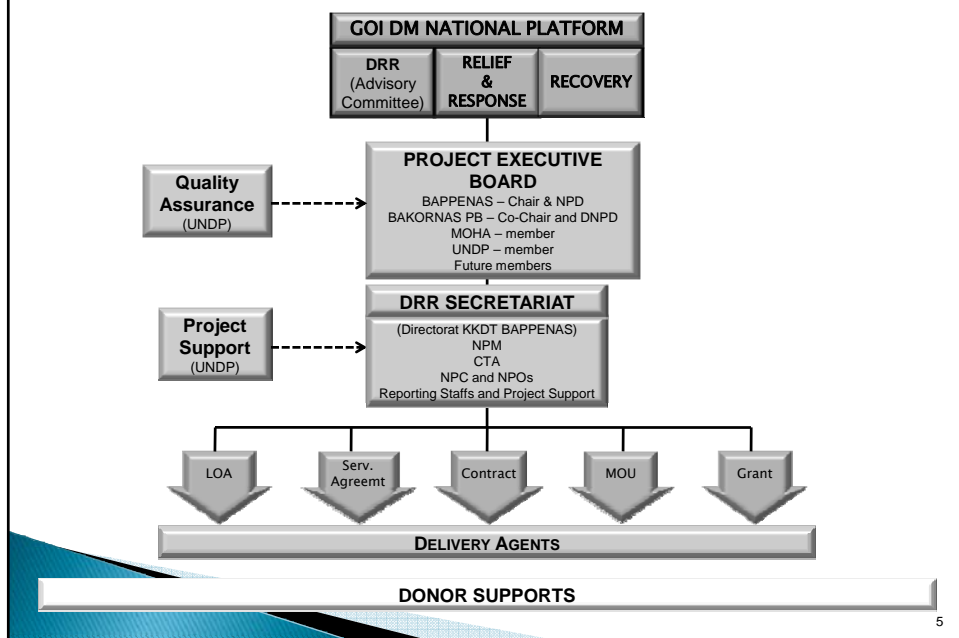 GOI DM NATIONAL PLATFORM
DRR
(Advisory
Committee)
RELIEF
&
RESPONSE
RECOVERY
PROJECT EXECUTIVE
BOARD
BAPPENAS – Chair & NPD
BAKORNAS PB – Co-Chair and DNPD
MOHA – member
UNDP – member
Future members
Quality
Assurance
(UNDP)
DRR SECRETARIAT
(Directorat KKDT BAPPENAS)
NPM
CTA
NPC and NPOs
Reporting Staffs and Project Support
Project
Support
(UNDP)
LOA
Serv.
Agreemt
Contract
MOU
Grant
DELIVERY AGENTS
DONOR SUPPORTS
5